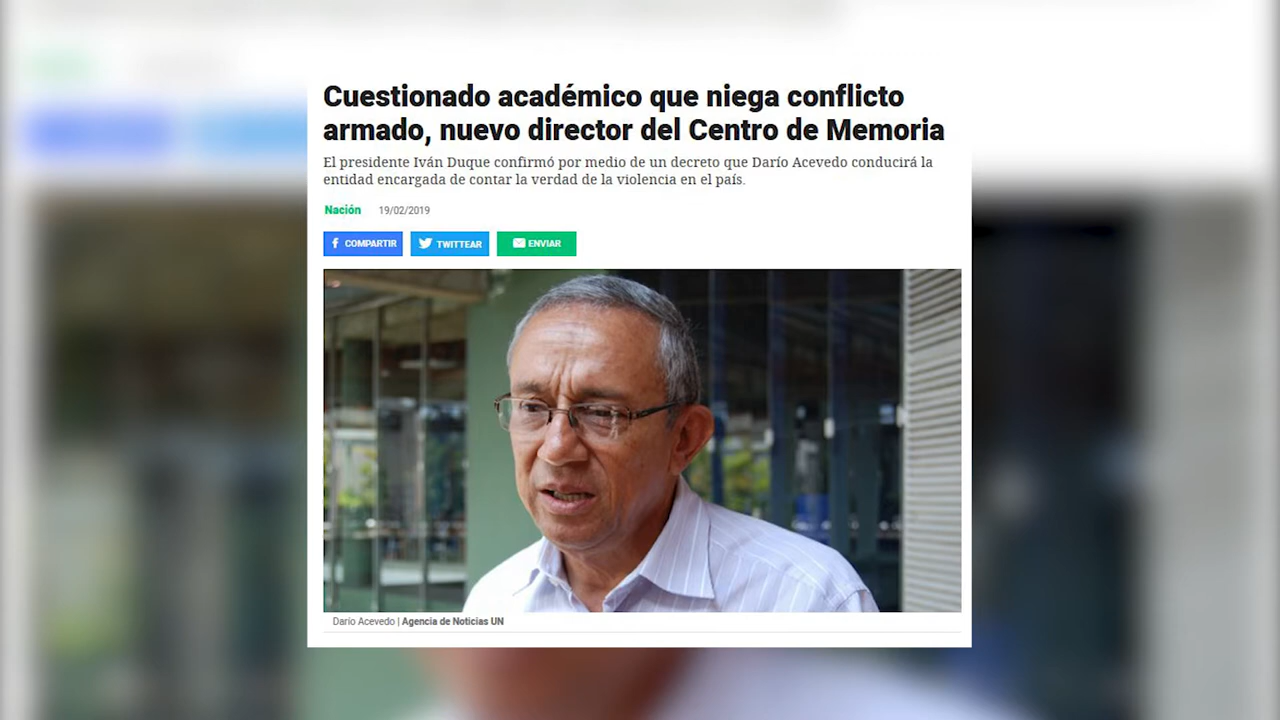 Cuestionado académico que niega conflicto
armado, nuevo director del Centro de Memoria
El presidente Iván Duque confirmó por medio de un decreto que Darío Acevedo conducirá la
entidad encargada de contar la verdad de la violencia en el país.
Nación 19/02/2019
COMPARTIR TWITTEAR ENVIAR
Darío Acevedo | Agencia de Noticias UN